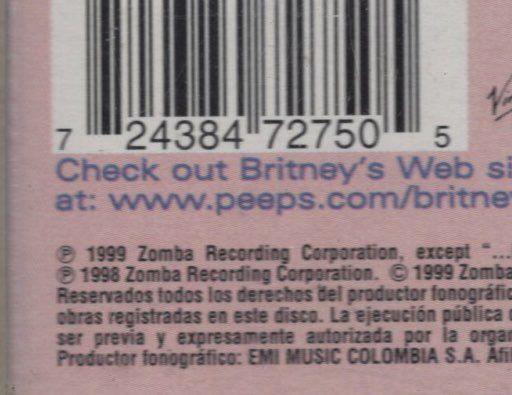 7 24384 72750 5
Check out Britney's Web si
at: www.peeps.com/britne
℗ 1999 Zomba Recording Corporation, except "...
℗ 1998 Zomba Recording Corporation. © 1999 Zomba
Reservados todos los derechos del productor fonográfic
obras registradas en este disco. La ejecución pública
ser previa y expresamente autorizada por la organ
Productor fonográfico: EMI MUSIC COLOMBIA S.A. Afil